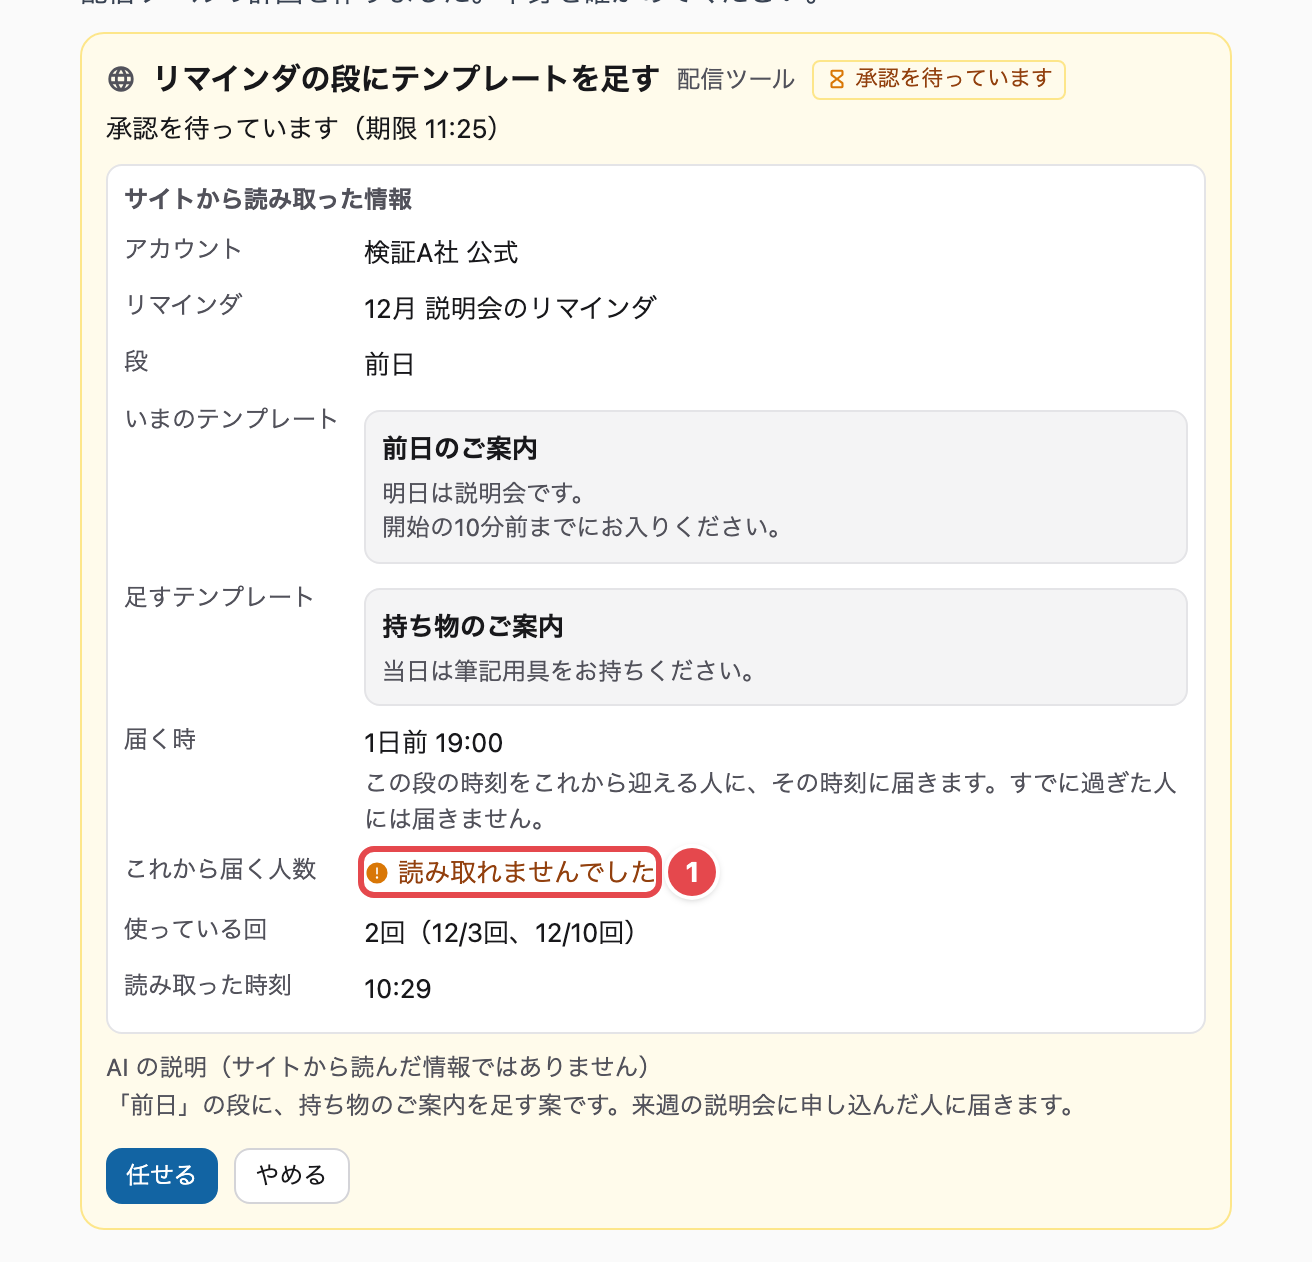 リマインダの段にテンプレートを足す 配信ツール 承認を待っています
承認を待っています（期限 11:25）
サイトから読み取った情報
アカウント 検証A社 公式
リマインダ 12月 説明会のリマインダ
段 前日
いまのテンプレート
前日のご案内
明日は説明会です。
開始の10分前までにお入りください。
足すテンプレート
持ち物のご案内
当日は筆記用具をお持ちください。
届く時 1日前 19:00
この段の時刻をこれから迎える人に、その時刻に届きます。すでに過ぎた人
には届きません。
これから届く人数 読み取れませんでした 1
使っている回 2回（12/3回、12/10回）
読み取った時刻 10:29
AI の説明（サイトから読んだ情報ではありません）
「前日」の段に、持ち物のご案内を足す案です。来週の説明会に申し込んだ人に届きます。
任せる やめる